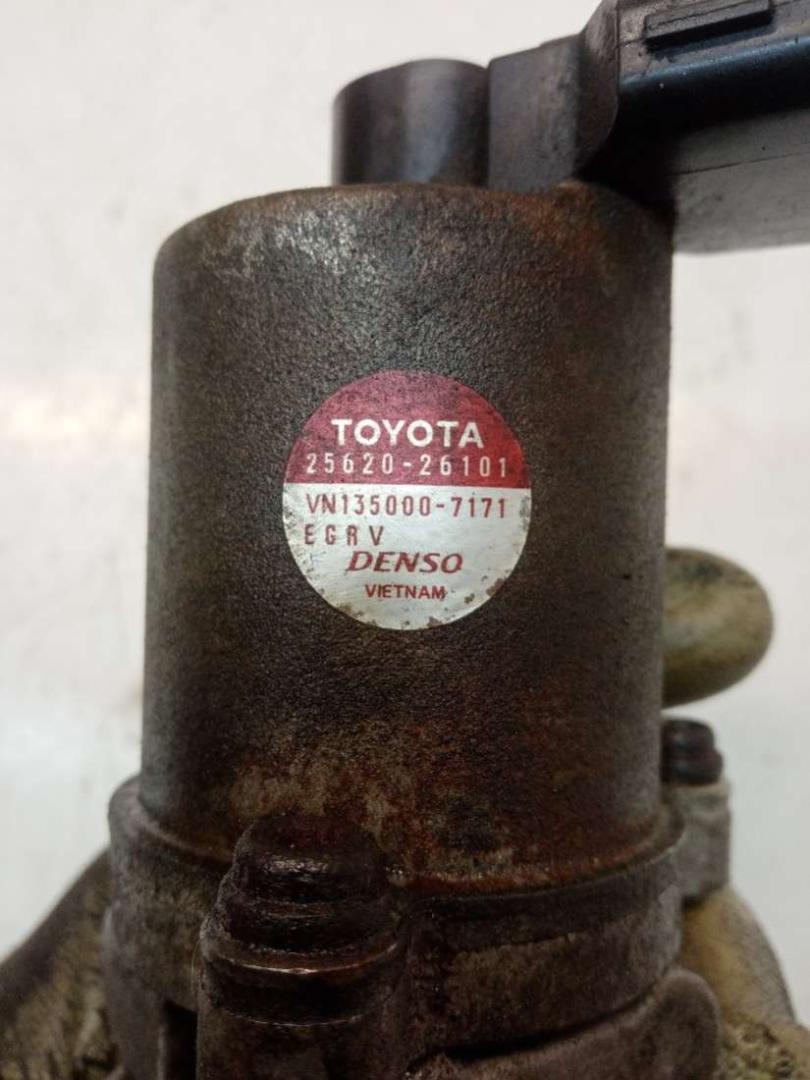 TOYOTA
25620-26101
VN135000-7171
EGRV
DENSO
VIETNAM